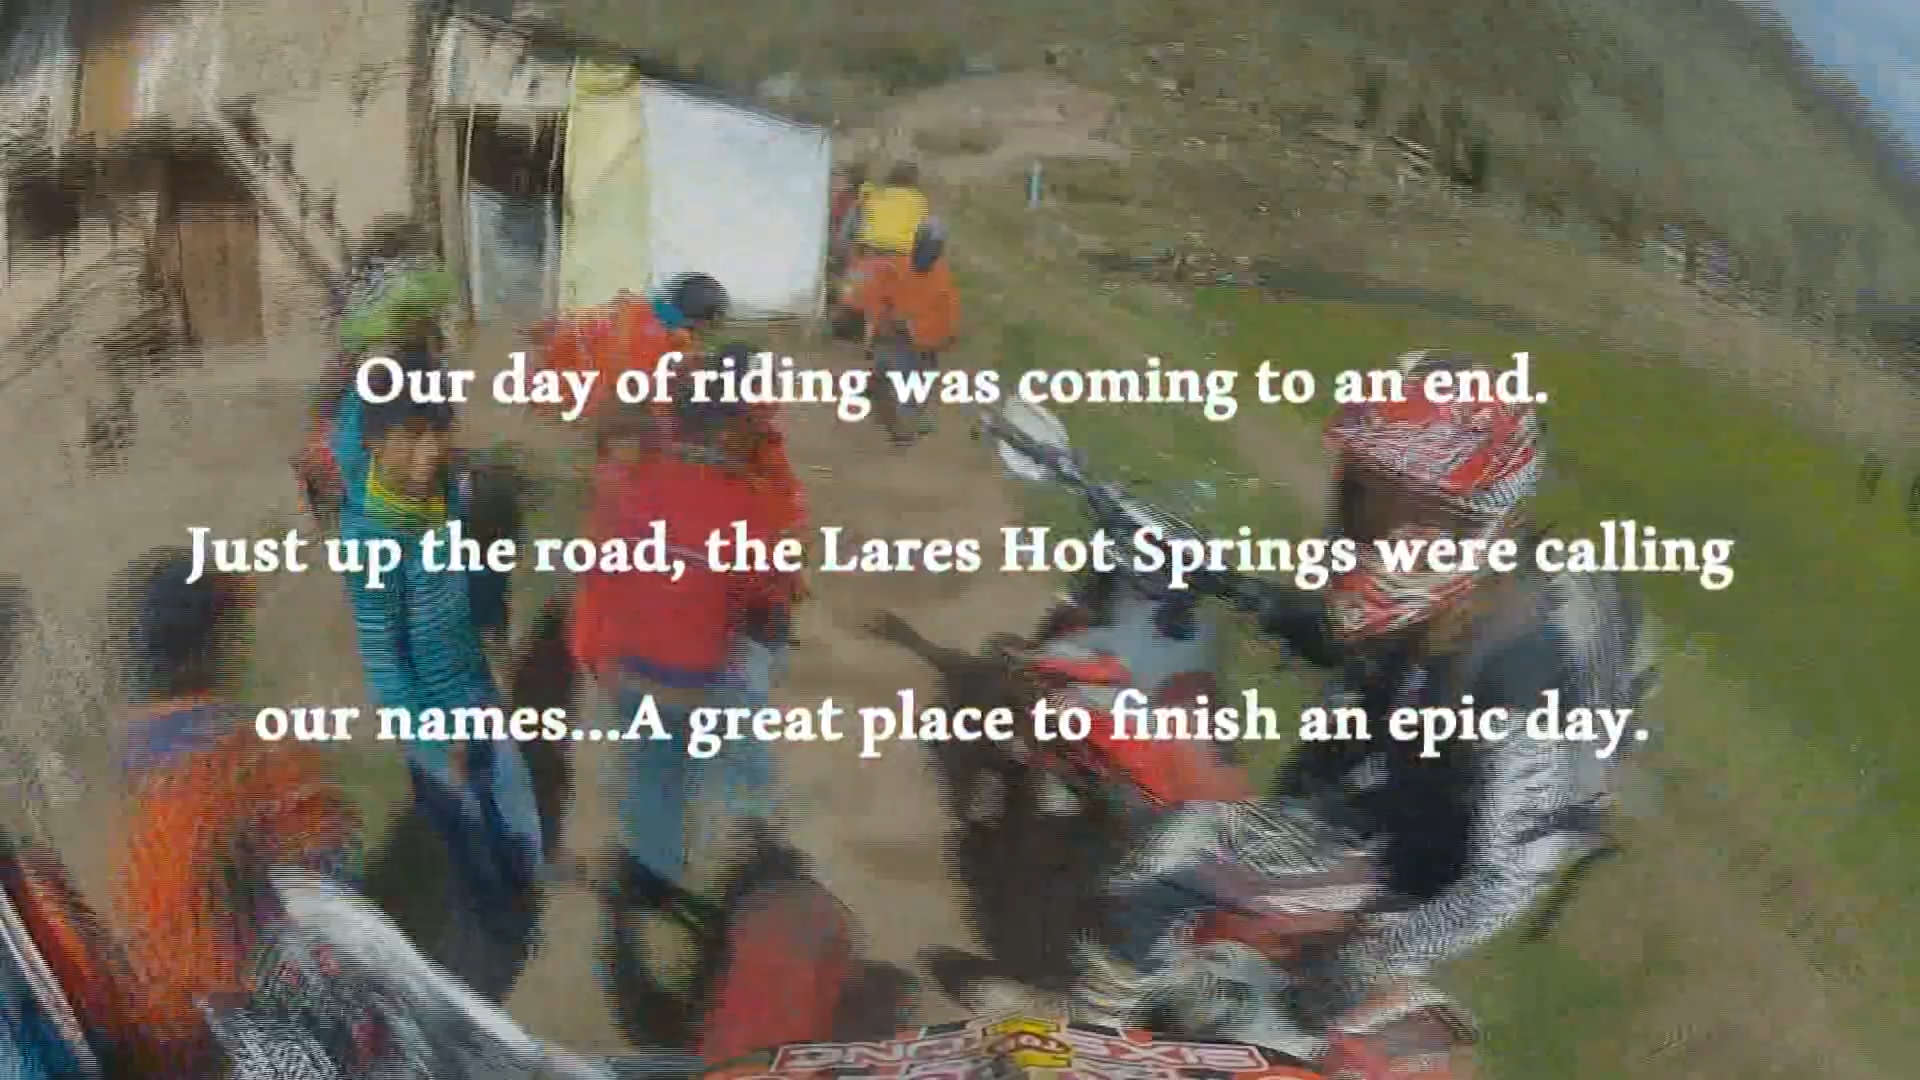 Our day of riding was coming to an end.
Just up the road, the Lares Hot Springs were calling
our names...A great place to finish an epic day.